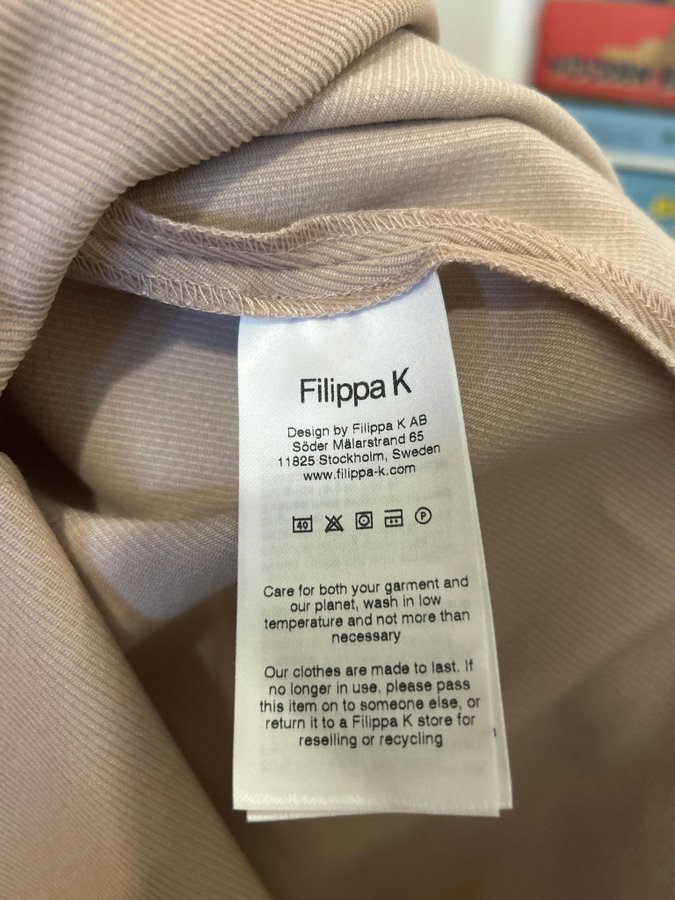 Filippa K
Design by Filippa K AB
Söder Mälarstrand 65
11825 Stockholm, Sweden
www.filippa-k.com
40
P
Care for both your garment and
our planet, wash in low
temperature and not more than
necessary
Our clothes are made to last. If
no longer in use, please pass
this item on to someone else, or
return it to a Filippa K store for
reselling or recycling